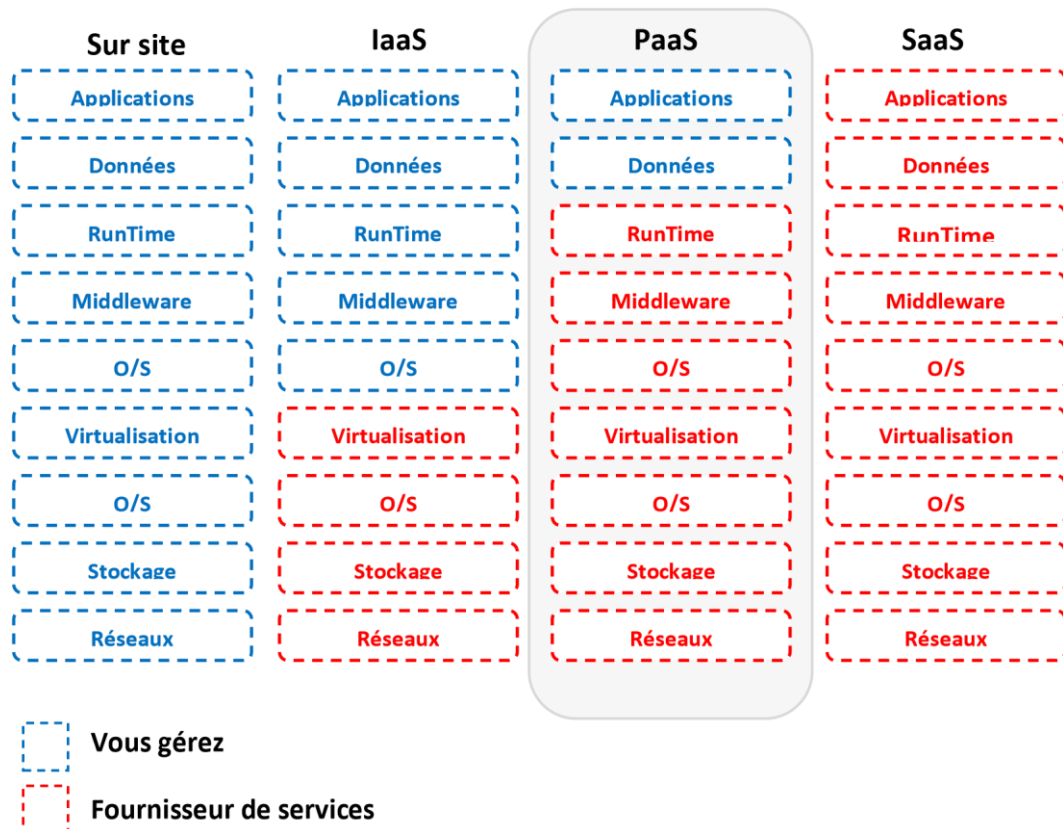 Sur site IaaS PaaS SaaS
Applications Applications Applications Applications
Données Données Données Données
RunTime RunTime RunTime RunTime
Middleware Middleware Middleware Middleware
O/S O/S O/S O/S
Virtualisation Virtualisation Virtualisation Virtualisation
O/S O/S O/S O/S
Stockage Stockage Stockage Stockage
Réseaux Réseaux Réseaux Réseaux
Vous gérez
Fournisseur de services